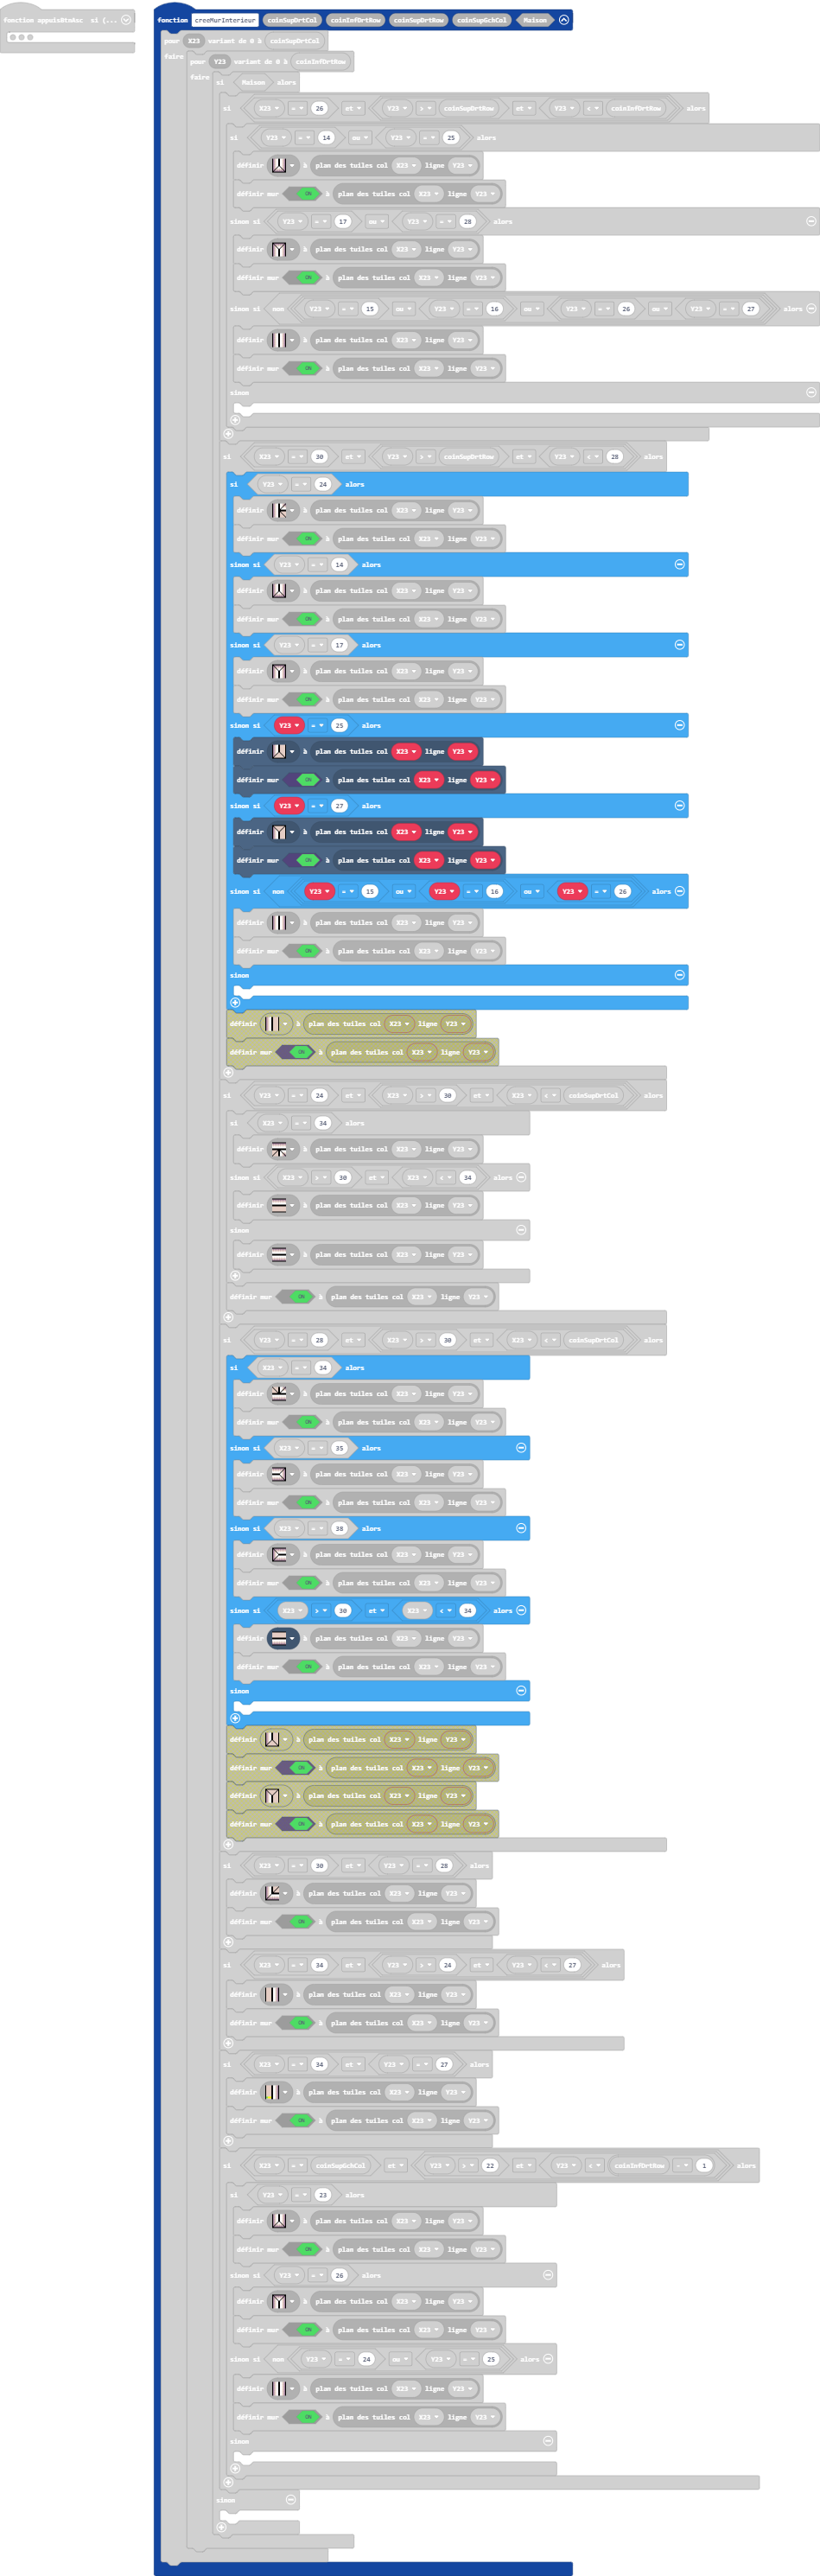 fonction appuisBtnAsc si (...
fonction creeMurInterieur coinSupDrtCol coinInfDrtRow coinSupDrtRow coinSupGchCol Maison
pour X23 variant de 0 à coinSupDrtCol
faire pour Y23 variant de 0 à coinInfDrtRow
faire si Maison alors
si X23 = 26 et Y23 > coinSupDrtRow et Y23 < coinInfDrtRow alors
si Y23 = 14 ou Y23 = 25 alors
définir à plan des tuiles col X23 ligne Y23
définir mur ON à plan des tuiles col X23 ligne Y23
sinon si Y23 = 17 ou Y23 = 28 alors
définir à plan des tuiles col X23 ligne Y23
définir mur ON à plan des tuiles col X23 ligne Y23
sinon si non Y23 = 15 ou Y23 = 16 ou Y23 = 26 ou Y23 = 27 alors
définir à plan des tuiles col X23 ligne Y23
définir mur ON à plan des tuiles col X23 ligne Y23
sinon
si X23 = 30 et Y23 > coinSupDrtRow et Y23 < 28 alors
si Y23 = 24 alors
définir à plan des tuiles col X23 ligne Y23
définir mur ON à plan des tuiles col X23 ligne Y23
sinon si Y23 = 14 alors
définir à plan des tuiles col X23 ligne Y23
définir mur ON à plan des tuiles col X23 ligne Y23
sinon si Y23 = 17 alors
définir à plan des tuiles col X23 ligne Y23
définir mur ON à plan des tuiles col X23 ligne Y23
sinon si Y23 = 25 alors
définir à plan des tuiles col X23 ligne Y23
définir mur ON à plan des tuiles col X23 ligne Y23
sinon si Y23 = 27 alors
définir à plan des tuiles col X23 ligne Y23
définir mur ON à plan des tuiles col X23 ligne Y23
sinon si non Y23 = 15 ou Y23 = 16 ou Y23 = 26 alors
définir à plan des tuiles col X23 ligne Y23
définir mur ON à plan des tuiles col X23 ligne Y23
sinon
définir à plan des tuiles col X23 ligne Y23
définir mur ON à plan des tuiles col X23 ligne Y23
si Y23 = 24 et X23 > 30 et X23 < coinSupDrtCol alors
si X23 = 34 alors
définir à plan des tuiles col X23 ligne Y23
sinon si X23 > 30 et X23 < 34 alors
définir à plan des tuiles col X23 ligne Y23
sinon
définir à plan des tuiles col X23 ligne Y23
définir mur ON à plan des tuiles col X23 ligne Y23
si Y23 = 28 et X23 > 30 et X23 < coinSupDrtCol alors
si X23 = 34 alors
définir à plan des tuiles col X23 ligne Y23
définir mur ON à plan des tuiles col X23 ligne Y23
sinon si X23 = 35 alors
définir à plan des tuiles col X23 ligne Y23
définir mur ON à plan des tuiles col X23 ligne Y23
sinon si X23 = 38 alors
définir à plan des tuiles col X23 ligne Y23
définir mur ON à plan des tuiles col X23 ligne Y23
sinon si X23 > 30 et X23 < 34 alors
définir à plan des tuiles col X23 ligne Y23
définir mur ON à plan des tuiles col X23 ligne Y23
sinon
définir à plan des tuiles col X23 ligne Y23
définir mur ON à plan des tuiles col X23 ligne Y23
définir à plan des tuiles col X23 ligne Y23
définir mur ON à plan des tuiles col X23 ligne Y23
si X23 = 30 et Y23 = 28 alors
définir à plan des tuiles col X23 ligne Y23
définir mur ON à plan des tuiles col X23 ligne Y23
si X23 = 34 et Y23 > 24 et Y23 < 27 alors
définir à plan des tuiles col X23 ligne Y23
définir mur ON à plan des tuiles col X23 ligne Y23
si X23 = 34 et Y23 = 27 alors
définir à plan des tuiles col X23 ligne Y23
définir mur ON à plan des tuiles col X23 ligne Y23
si X23 = coinSupGchCol et Y23 > 22 et Y23 < coinInfDrtRow - 1 alors
si Y23 = 23 alors
définir à plan des tuiles col X23 ligne Y23
définir mur ON à plan des tuiles col X23 ligne Y23
sinon si Y23 = 26 alors
définir à plan des tuiles col X23 ligne Y23
définir mur ON à plan des tuiles col X23 ligne Y23
sinon si non Y23 = 24 ou Y23 = 25 alors
définir à plan des tuiles col X23 ligne Y23
définir mur ON à plan des tuiles col X23 ligne Y23
sinon
sinon